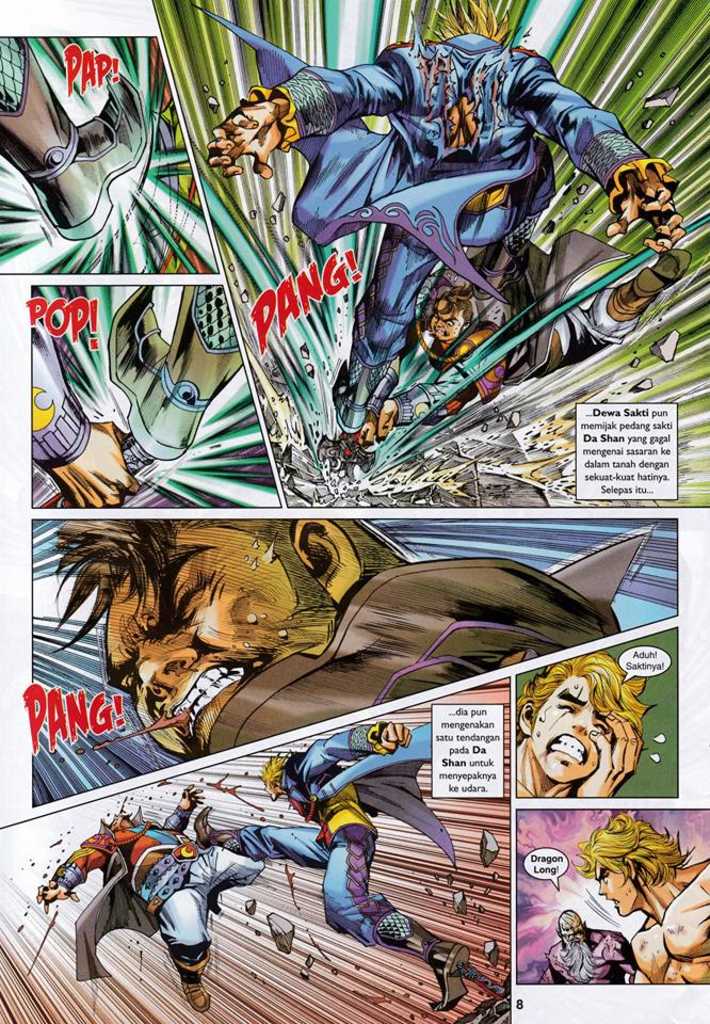 PAP!
PANG!
POP!
...Dewa Sakti pun
memijak pedang sakti
Da Shan yang gagal
mengenai sasaran ke
dalam tanah dengan
sekuat-kuat hatinya.
Selepas itu...
PANG!
Aduh!
Saktinya!
...dia pun
mengenakan
satu tendangan
pada Da
Shan untuk
menyepaknya
ke udara.
Dragon
Long!
8